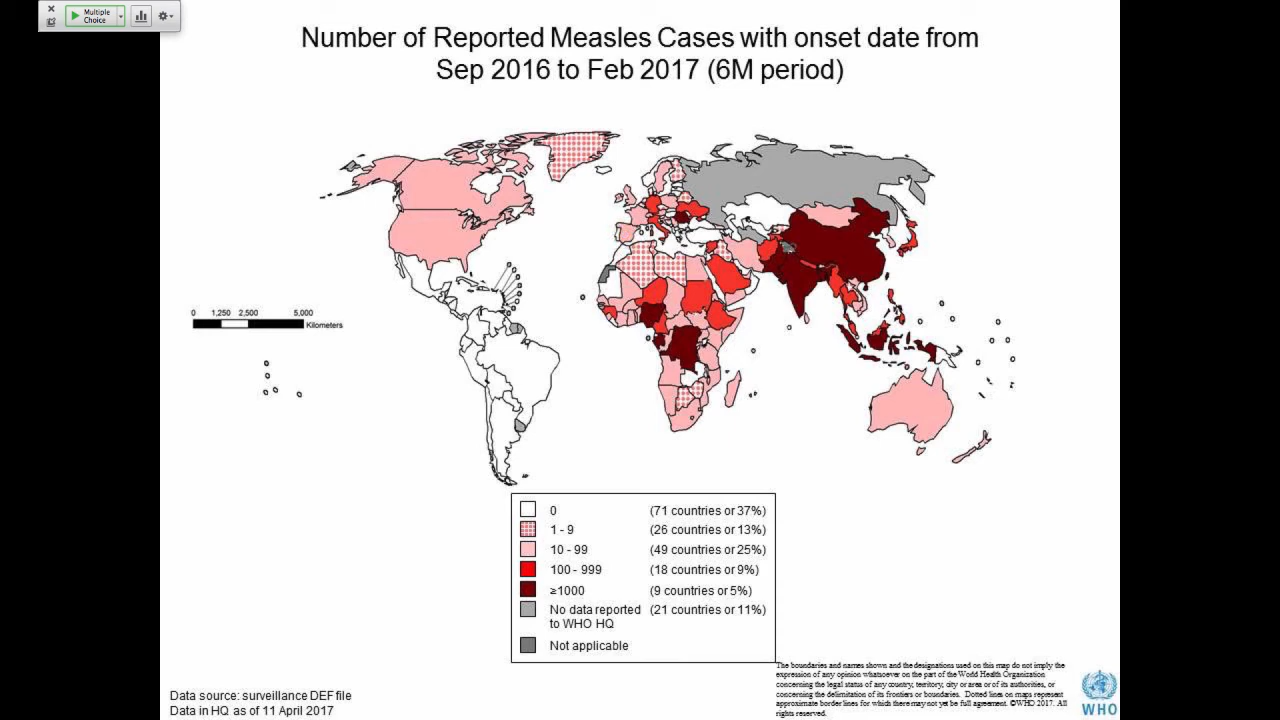 Multiple
Choice
Number of Reported Measles Cases with onset date from
Sep 2016 to Feb 2017 (6M period)
0 1,250 2,500 5,000
Kilometers
0 (71 countries or 37%)
1 - 9 (26 countries or 13%)
10 - 99 (49 countries or 25%)
100 - 999 (18 countries or 9%)
≥1000 (9 countries or 5%)
No data reported (21 countries or 11%)
to WHO HQ
Not applicable
The boundaries and names shown and the designations used on this map do not imply the
expression of any opinion whatsoever on the part of the World Health Organization
concerning the legal status of any country, territory, city or area or of its authorities, or
concerning the delimitation of its frontiers or boundaries. Dotted lines on maps represent
approximate border lines for which there may not yet be full agreement. ©WHO 2017. All
rights reserved.
Data source: surveillance DEF file
Data in HQ as of 11 April 2017
WHO